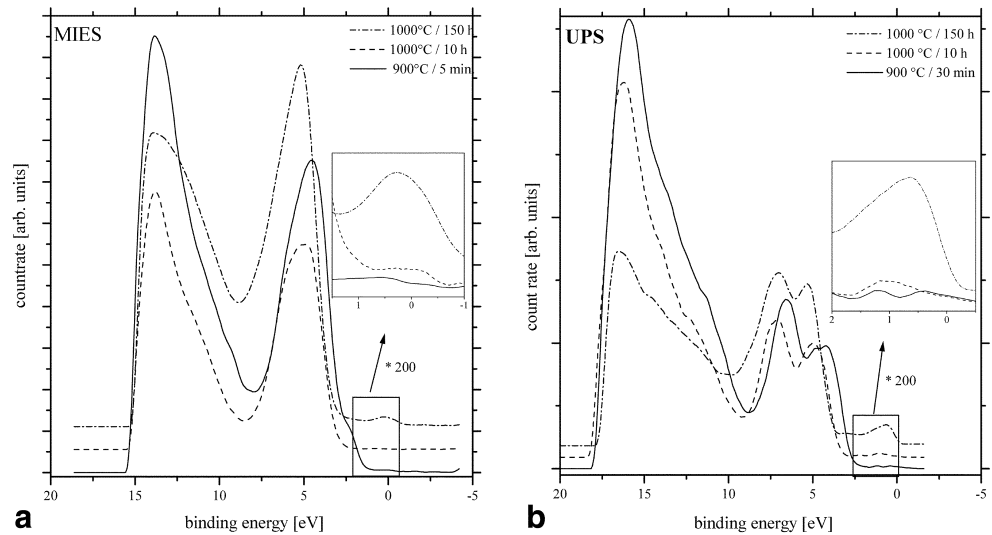 MIES
1000°C / 150 h
1000°C / 10 h
900°C / 5 min
countrate [arb. units]
1
0
-1
* 200
20
15
10
5
0
-5
binding energy [eV]
a
UPS
1000 °C / 150h
1000 °C / 10 h
900 °C / 30 min
count rate [arb. units]
2
1
0
* 200
20
15
10
5
0
-5
binding energy [eV]
b